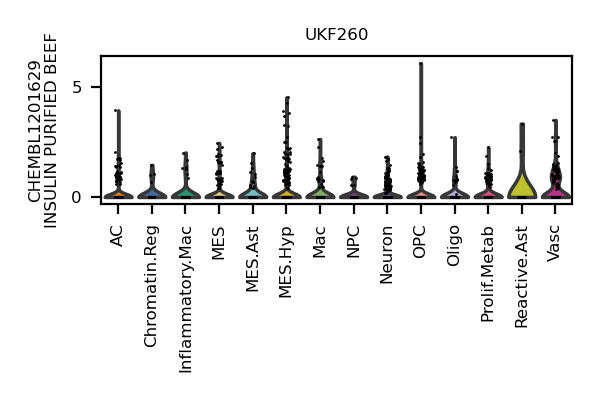 UKF260
CHEMBL1201629
INSULIN PURIFIED BEEF
5
0
AC
Chromatin.Reg
Inflammatory.Mac
MES
MES.Ast
MES.Hyp
Mac
NPC
Neuron
OPC
Oligo
Prolif.Metab
Reactive.Ast
Vasc